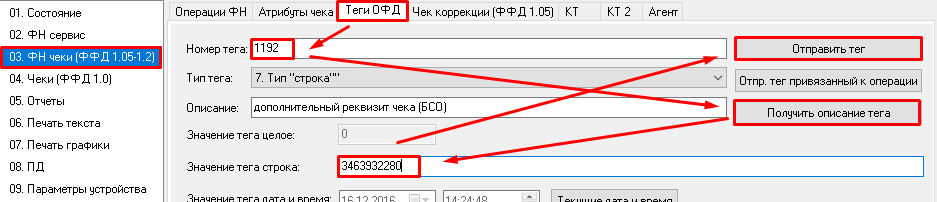 01. Состояние
02. ФН сервис
03. ФН чеки (ФФД 1.05-1.2)
04. Чеки (ФФД 1.0)
05. Отчеты
06. Печать текста
07. Печать графики
08. ПД
09. Параметры устройства
Операции ФН Атрибуты чека Теги ОФД Чек коррекции (ФФД 1.05) КТ КТ 2 Агент
Номер тега: 1192 Отправить тег
Тип тега: 7. Тип "строка"" Отпр. тег привязанный к операции
Описание: дополнительный реквизит чека (БСО) Получить описание тега
Значение тега целое: 0
Значение тега строка: 3463932280
Значение тега дата и время: 16.12.2016 14:24:48 Текущие дата и время